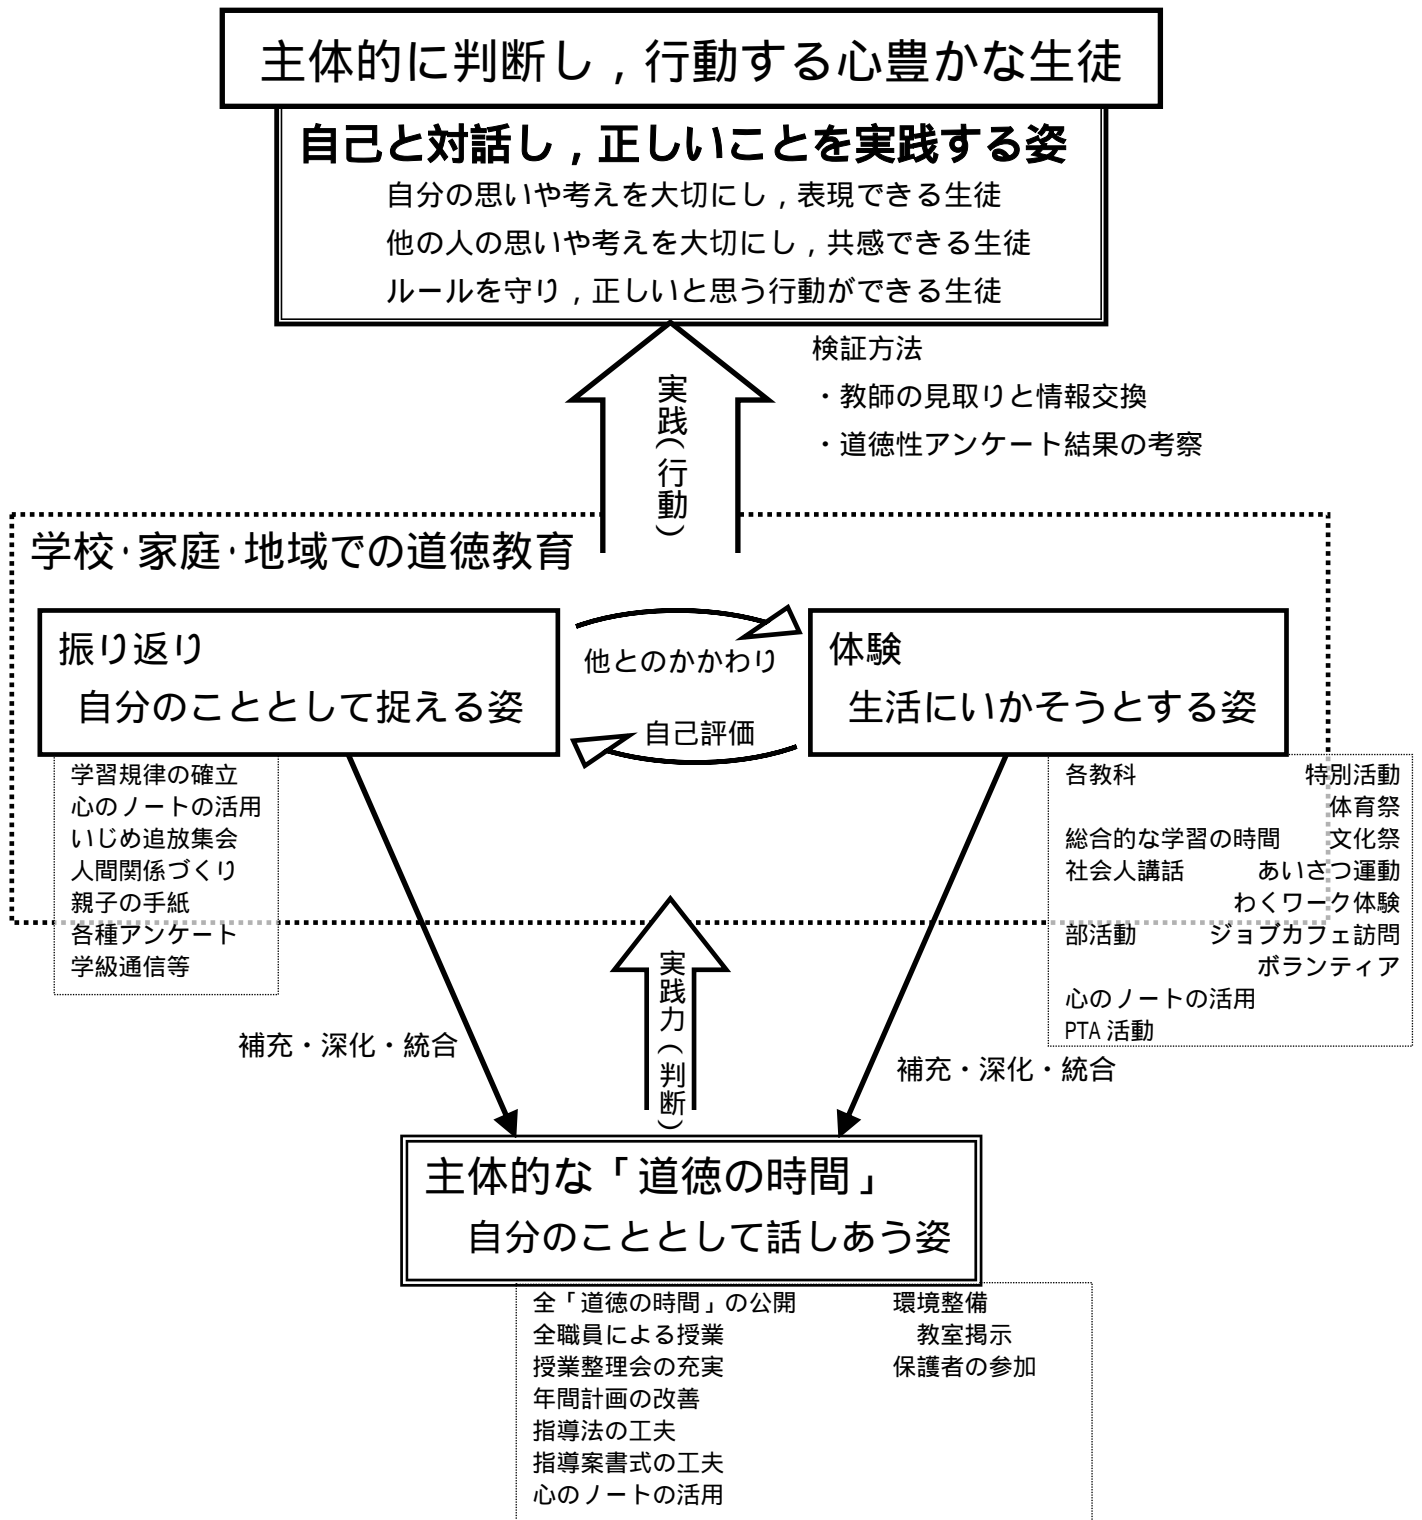 主体的に判断し，行動する心豊かな生徒
自己と対話し，正しいことを実践する姿
自分の思いや考えを大切にし，表現できる生徒
他の人の思いや考えを大切にし，共感できる生徒
ルールを守り，正しいと思う行動ができる生徒
実践（行動）
検証方法
・教師の見取りと情報交換
・道徳性アンケート結果の考察
学校・家庭・地域での道徳教育
振り返り
自分のこととして捉える姿
他とのかかわり
自己評価
体験
生活にいかそうとする姿
学習規律の確立
心のノートの活用
いじめ追放集会
人間関係づくり
親子の手紙
各種アンケート
学級通信等
各教科　特別活動
体育祭
総合的な学習の時間　文化祭
社会人講話　あいさつ運動
わくワーク体験
部活動　ジョブカフェ訪問
ボランティア
心のノートの活用
PTA 活動
補充・深化・統合
実践力（判断）
補充・深化・統合
主体的な「道徳の時間」
自分のこととして話しあう姿
全「道徳の時間」の公開　環境整備
全職員による授業　教室掲示
授業整理会の充実　保護者の参加
年間計画の改善
指導法の工夫
指導案書式の工夫
心のノートの活用